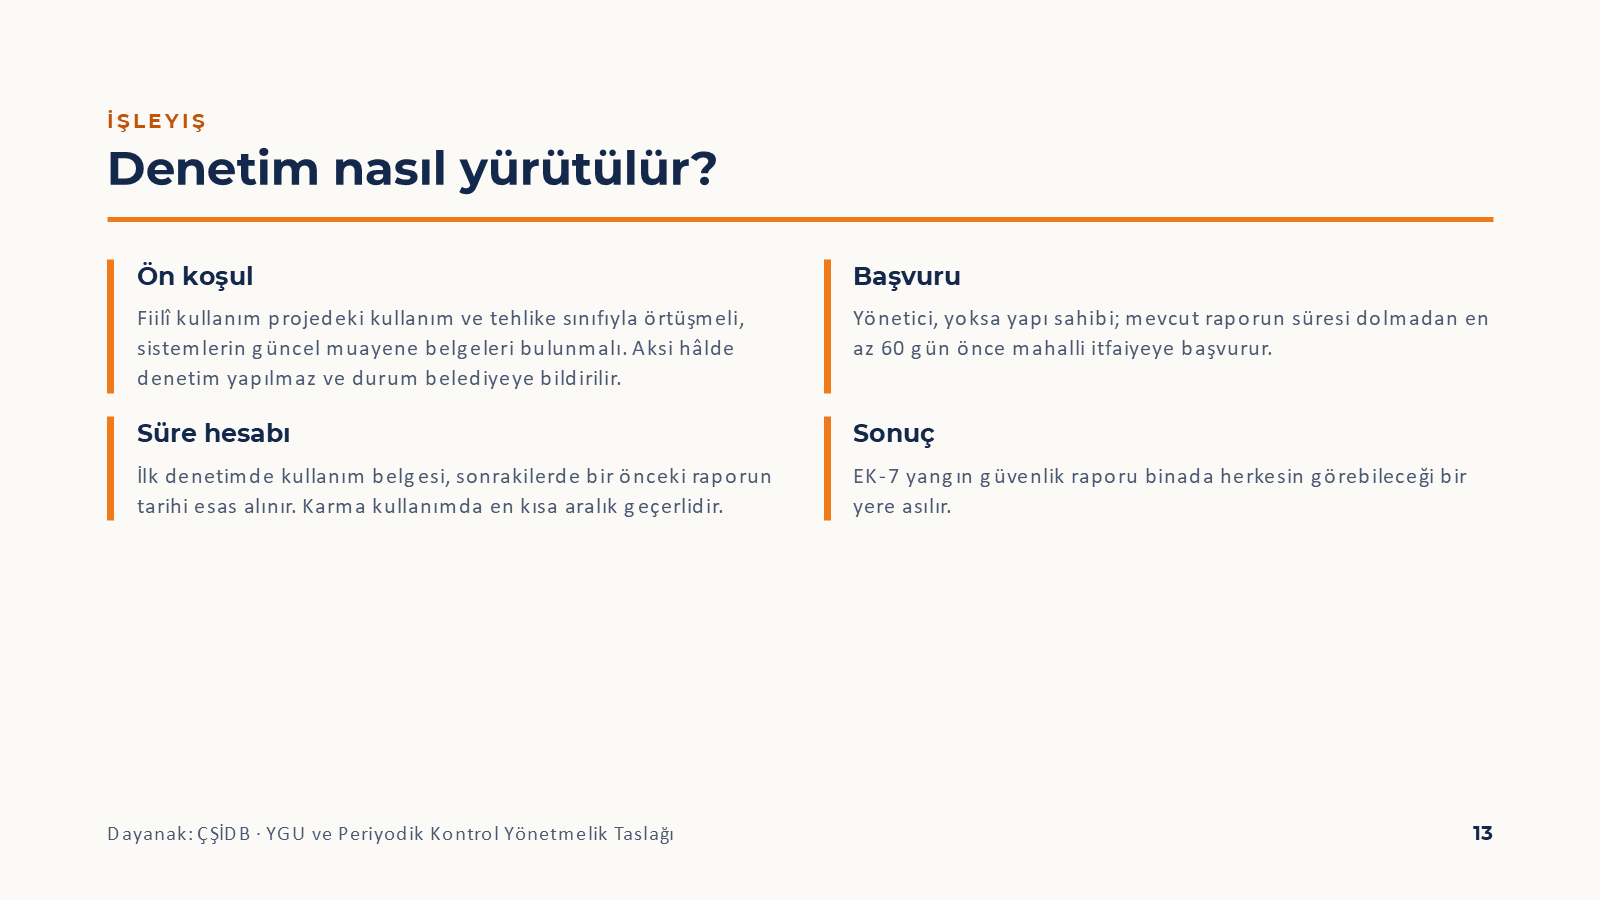 İŞLEYIŞ
Denetim nasıl yürütülür?
Ön koşul
Fiilî kullanım projedeki kullanım ve tehlike sınıfıyla örtüşmeli,
sistemlerin güncel muayene belgeleri bulunmalı. Aksi hâlde
denetim yapılmaz ve durum belediyeye bildirilir.
Başvuru
Yönetici, yoksa yapı sahibi; mevcut raporun süresi dolmadan en
az 60 gün önce mahalli itfaiyeye başvurur.
Süre hesabı
İlk denetimde kullanım belgesi, sonrakilerde bir önceki raporun
tarihi esas alınır. Karma kullanımda en kısa aralık geçerlidir.
Sonuç
EK-7 yangın güvenlik raporu binada herkesin görebileceği bir
yere asılır.
Dayanak: ÇŞİDB · YGU ve Periyodik Kontrol Yönetmelik Taslağı
13